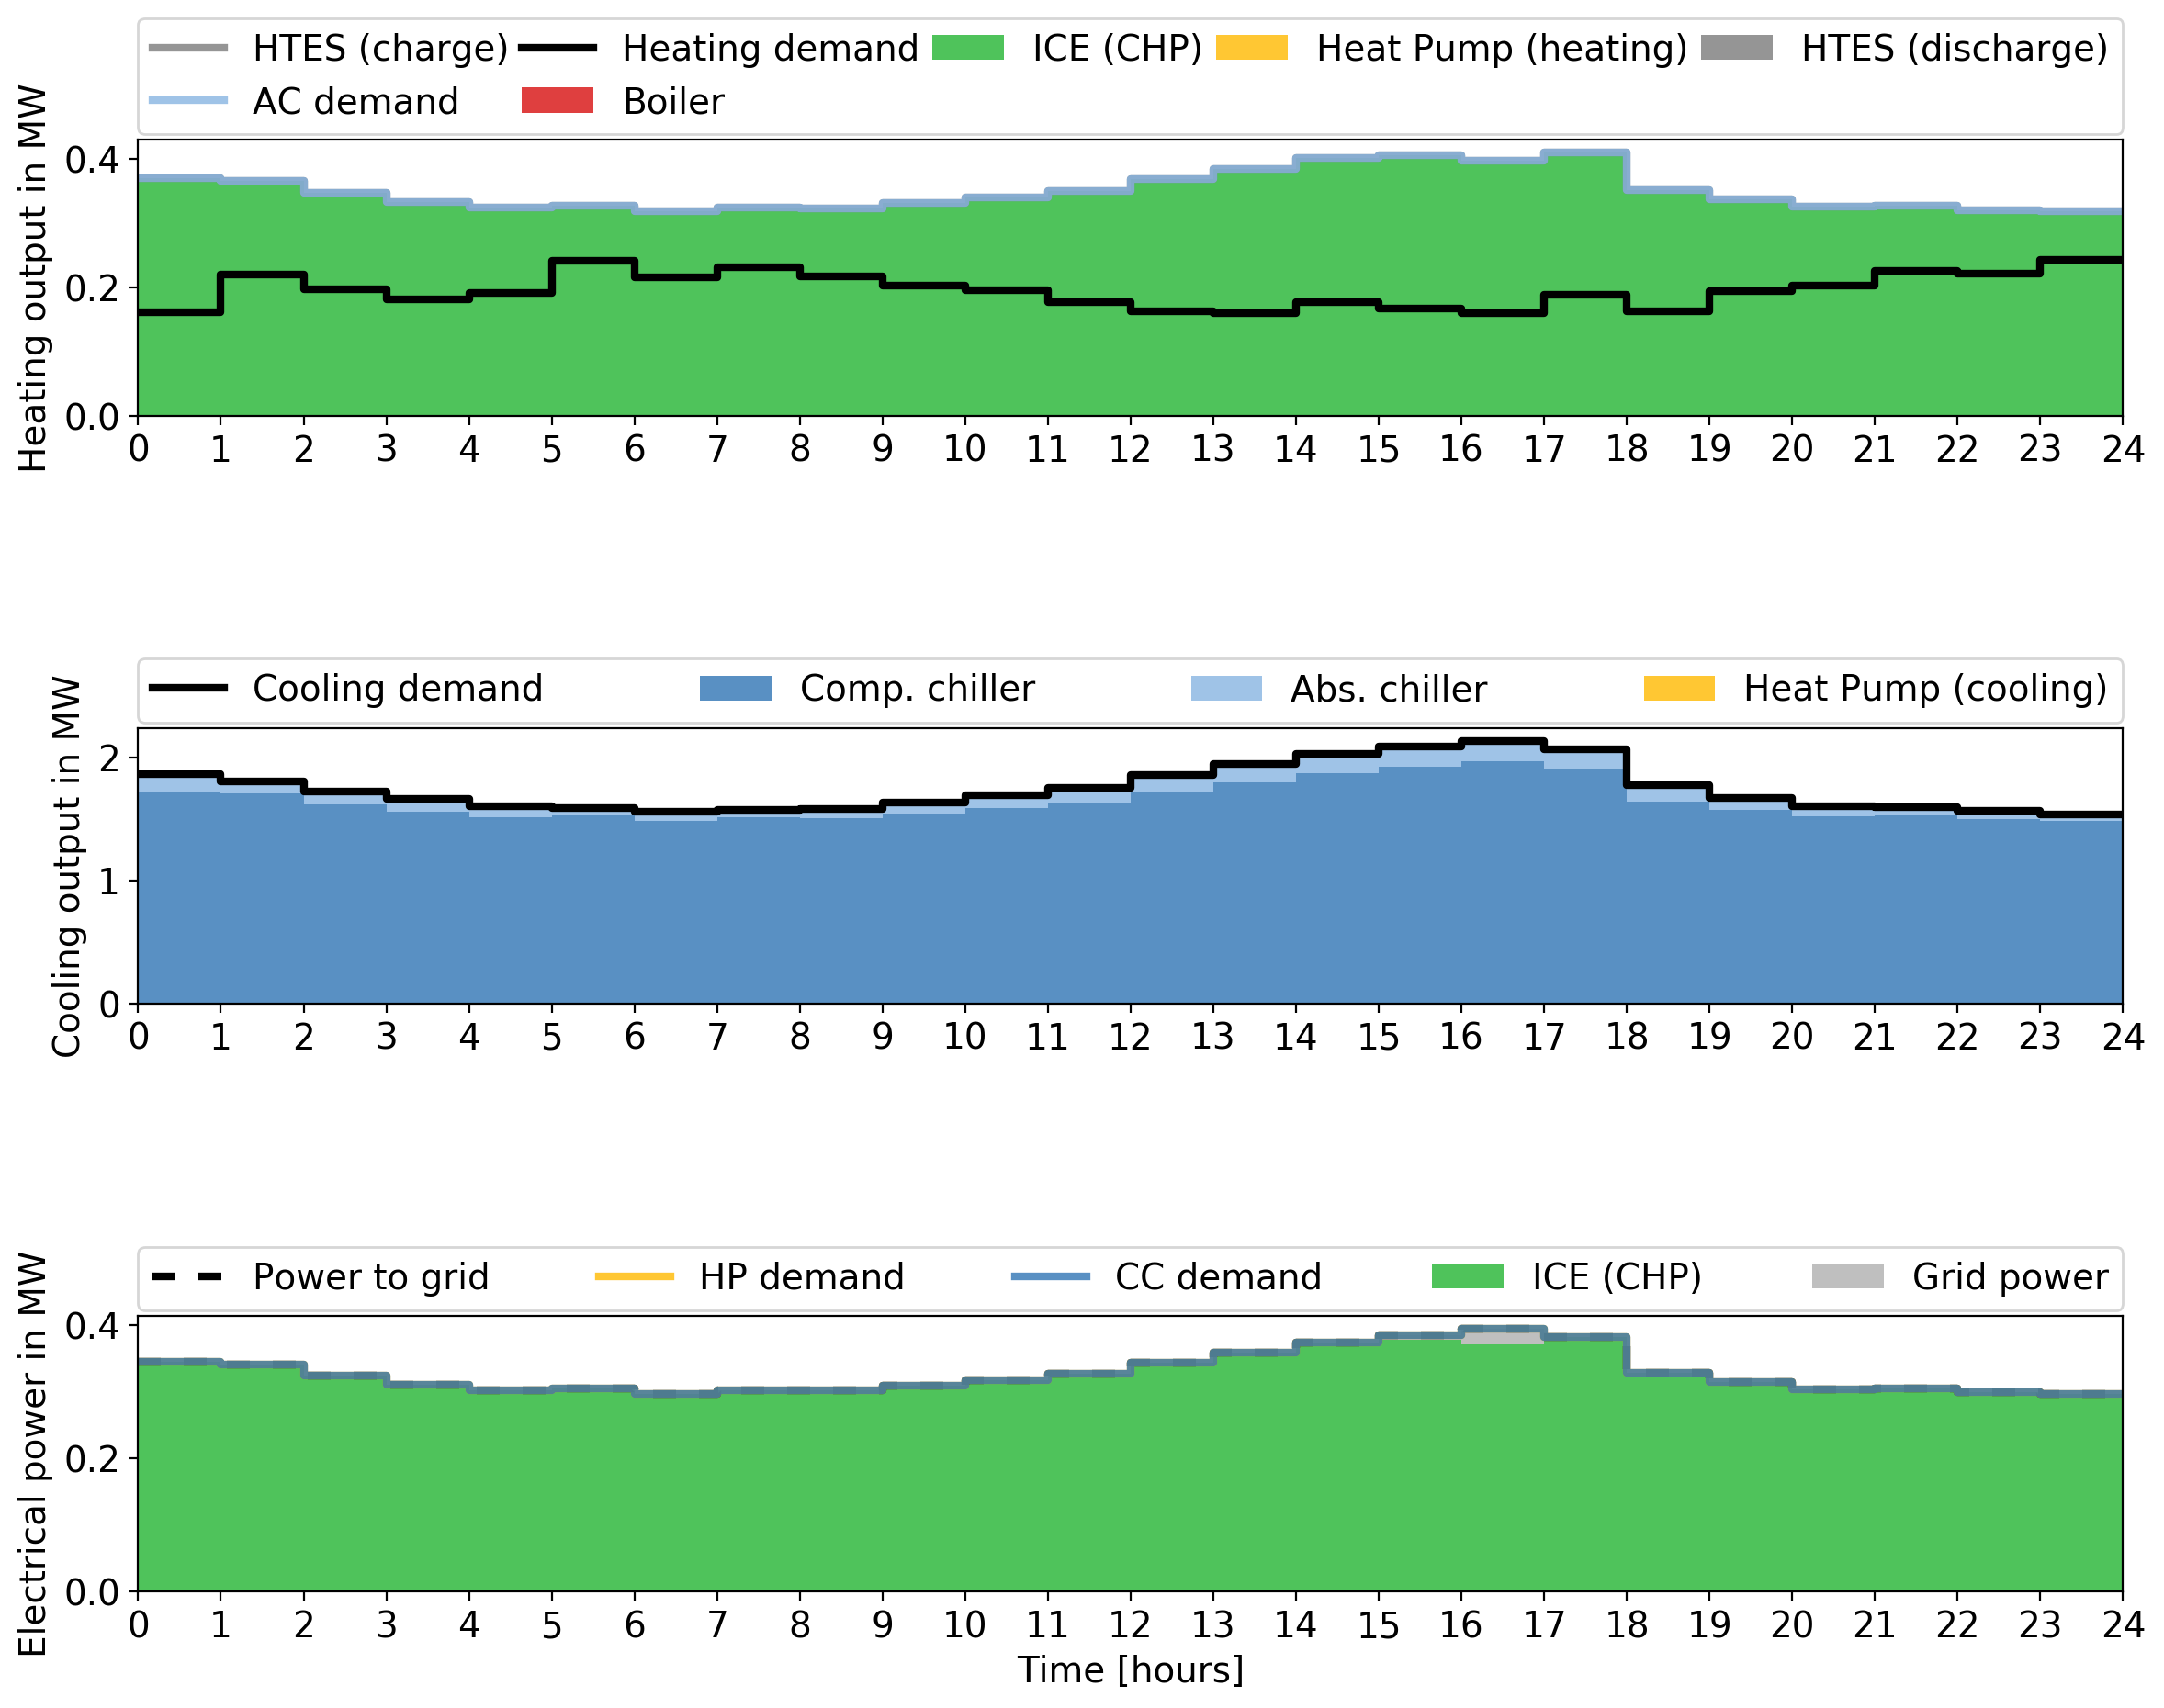 HTES (charge) Heating demand ICE (CHP) Heat Pump (heating) HTES (discharge)
AC demand Boiler
Heating output in MW
0.4
0.2
0.0
0 1 2 3 4 5 6 7 8 9 10 11 12 13 14 15 16 17 18 19 20 21 22 23 24
Cooling demand Comp. chiller Abs. chiller Heat Pump (cooling)
Cooling output in MW
2
1
0
0 1 2 3 4 5 6 7 8 9 10 11 12 13 14 15 16 17 18 19 20 21 22 23 24
Power to grid HP demand CC demand ICE (CHP) Grid power
Electrical power in MW
0.4
0.2
0.0
0 1 2 3 4 5 6 7 8 9 10 11 12 13 14 15 16 17 18 19 20 21 22 23 24
Time [hours]